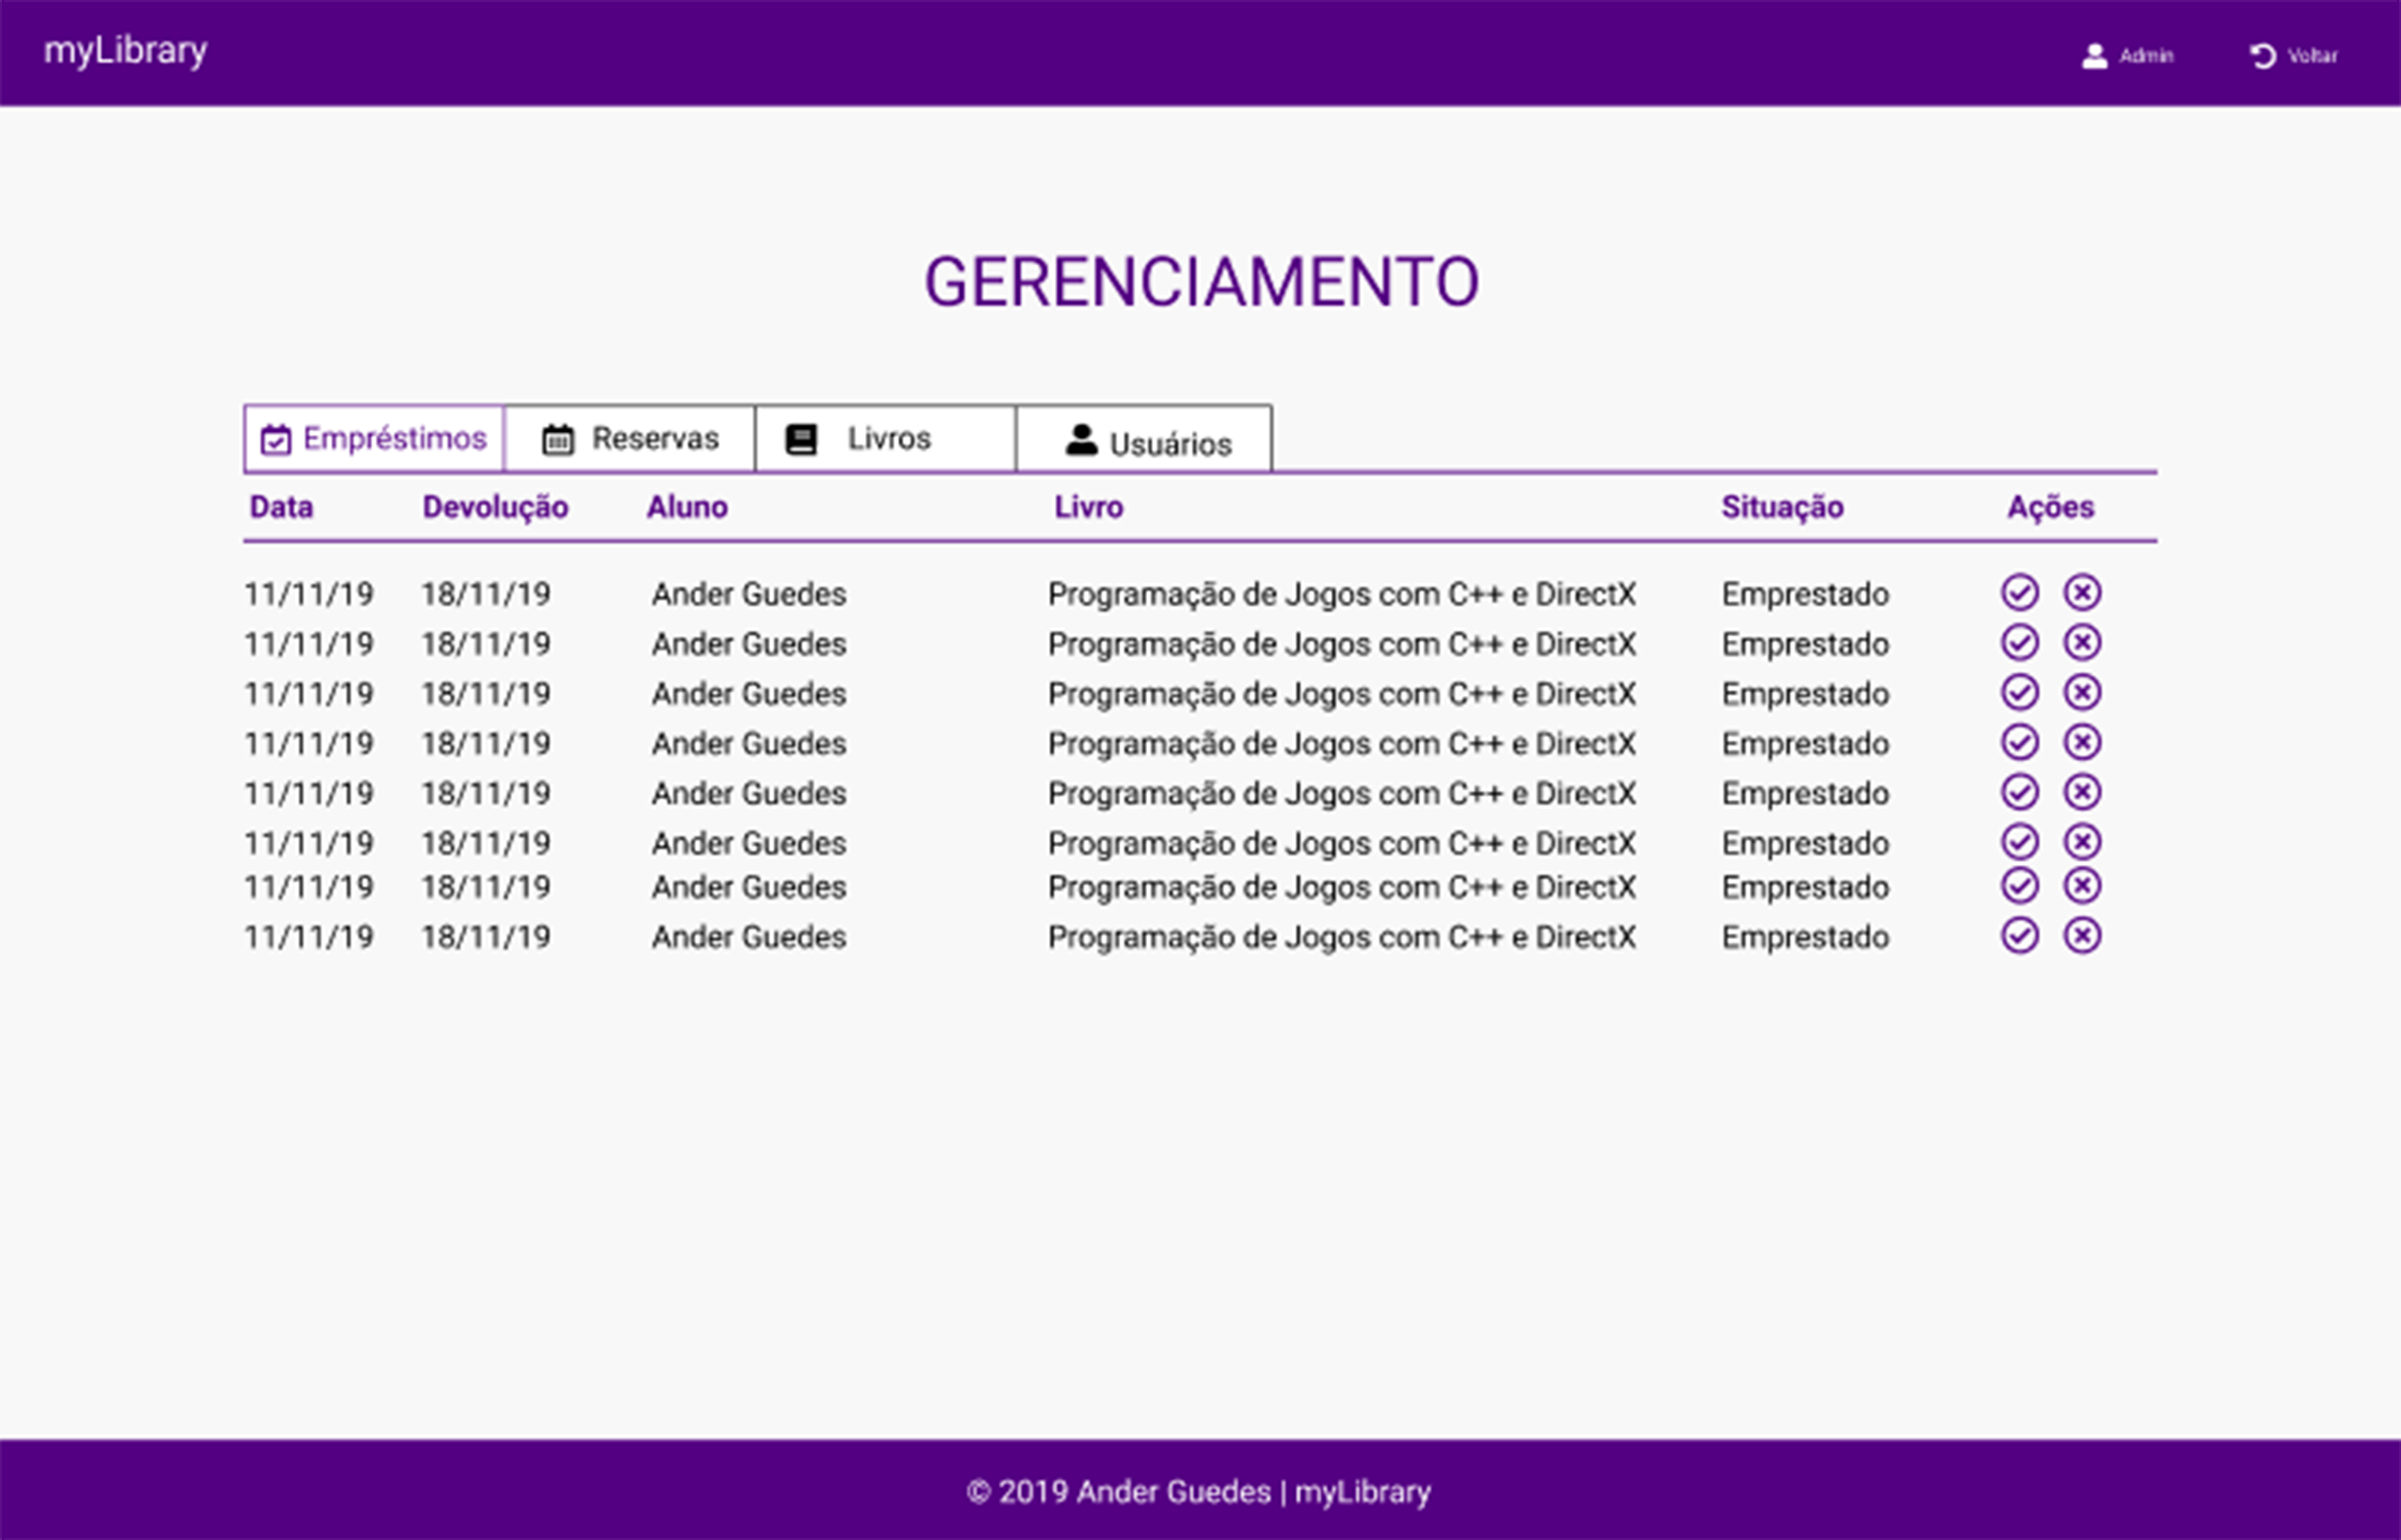 myLibrary Admin Voltar
GERENCIAMENTO
Empréstimos Reservas Livros Usuários
Data Devolução Aluno Livro Situação Ações
11/11/19 18/11/19 Ander Guedes Programação de Jogos com C++ e DirectX Emprestado
11/11/19 18/11/19 Ander Guedes Programação de Jogos com C++ e DirectX Emprestado
11/11/19 18/11/19 Ander Guedes Programação de Jogos com C++ e DirectX Emprestado
11/11/19 18/11/19 Ander Guedes Programação de Jogos com C++ e DirectX Emprestado
11/11/19 18/11/19 Ander Guedes Programação de Jogos com C++ e DirectX Emprestado
11/11/19 18/11/19 Ander Guedes Programação de Jogos com C++ e DirectX Emprestado
11/11/19 18/11/19 Ander Guedes Programação de Jogos com C++ e DirectX Emprestado
11/11/19 18/11/19 Ander Guedes Programação de Jogos com C++ e DirectX Emprestado
© 2019 Ander Guedes | myLibrary